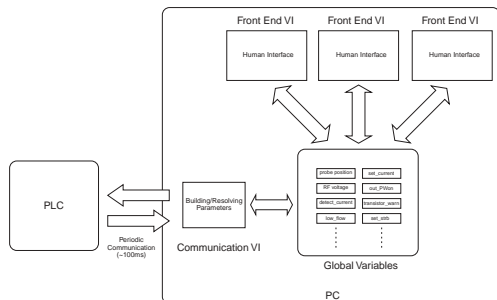 Front End VI
Front End VI
Front End VI
Human Interface
Human Interface
Human Interface
PLC
Periodic
Communication
(~100ms)
Building/Resolving
Parameters
Communication VI
probe position
set_current
RF voltage
out_PWon
detect_current
transistor_warn
low_flow
set_strb
Global Variables
PC